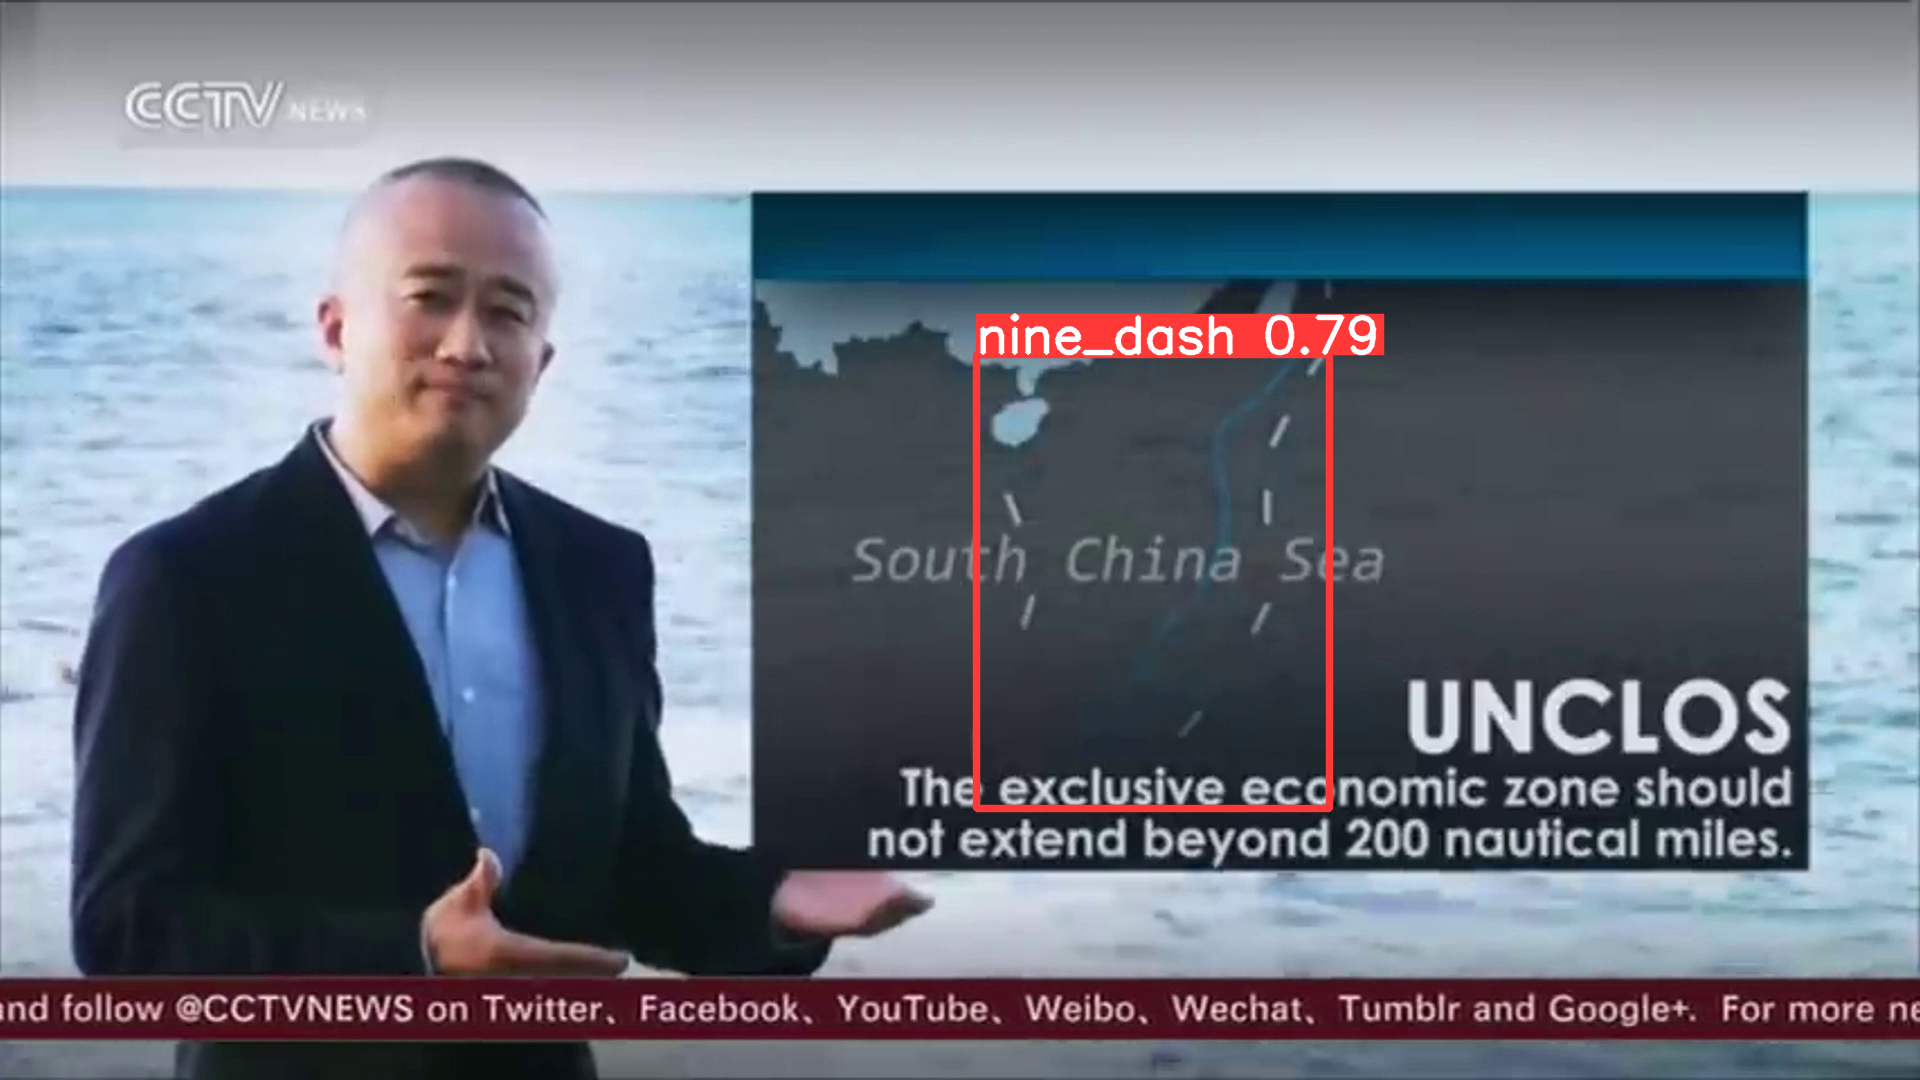 CCTV NEWS
nine_dash 0.79
South China Sea
UNCLOS
The exclusive economic zone should
not extend beyond 200 nautical miles.
and follow @CCTVNEWS on Twitter、Facebook、YouTube、Weibo、Wechat、Tumblr and Google+. For more ne